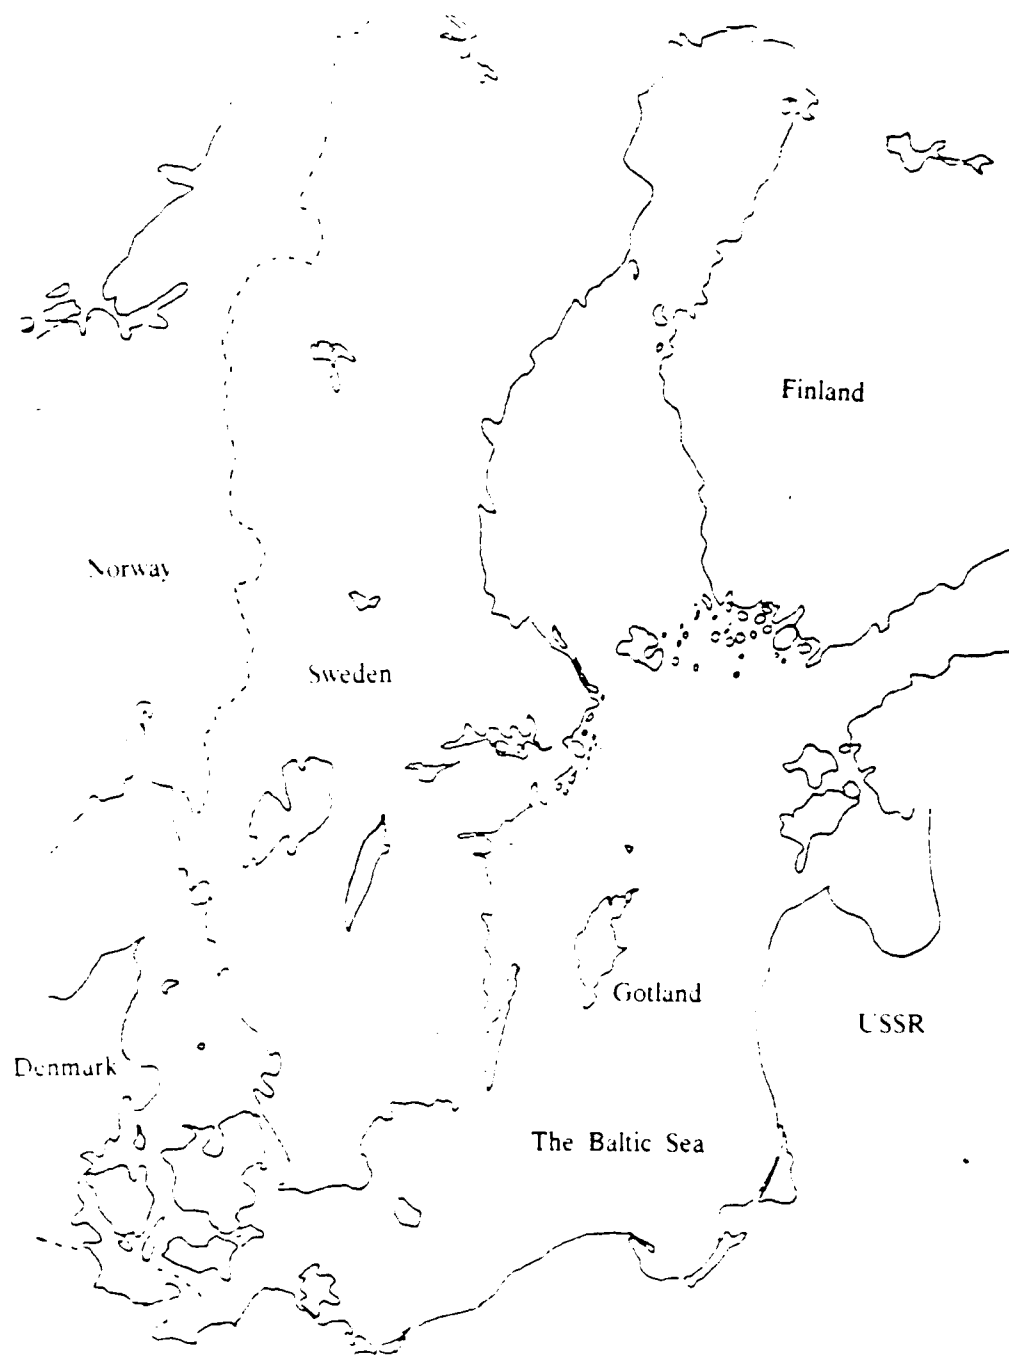 Finland
Norway
Sweden
Gotland
USSR
Denmark
The Baltic Sea